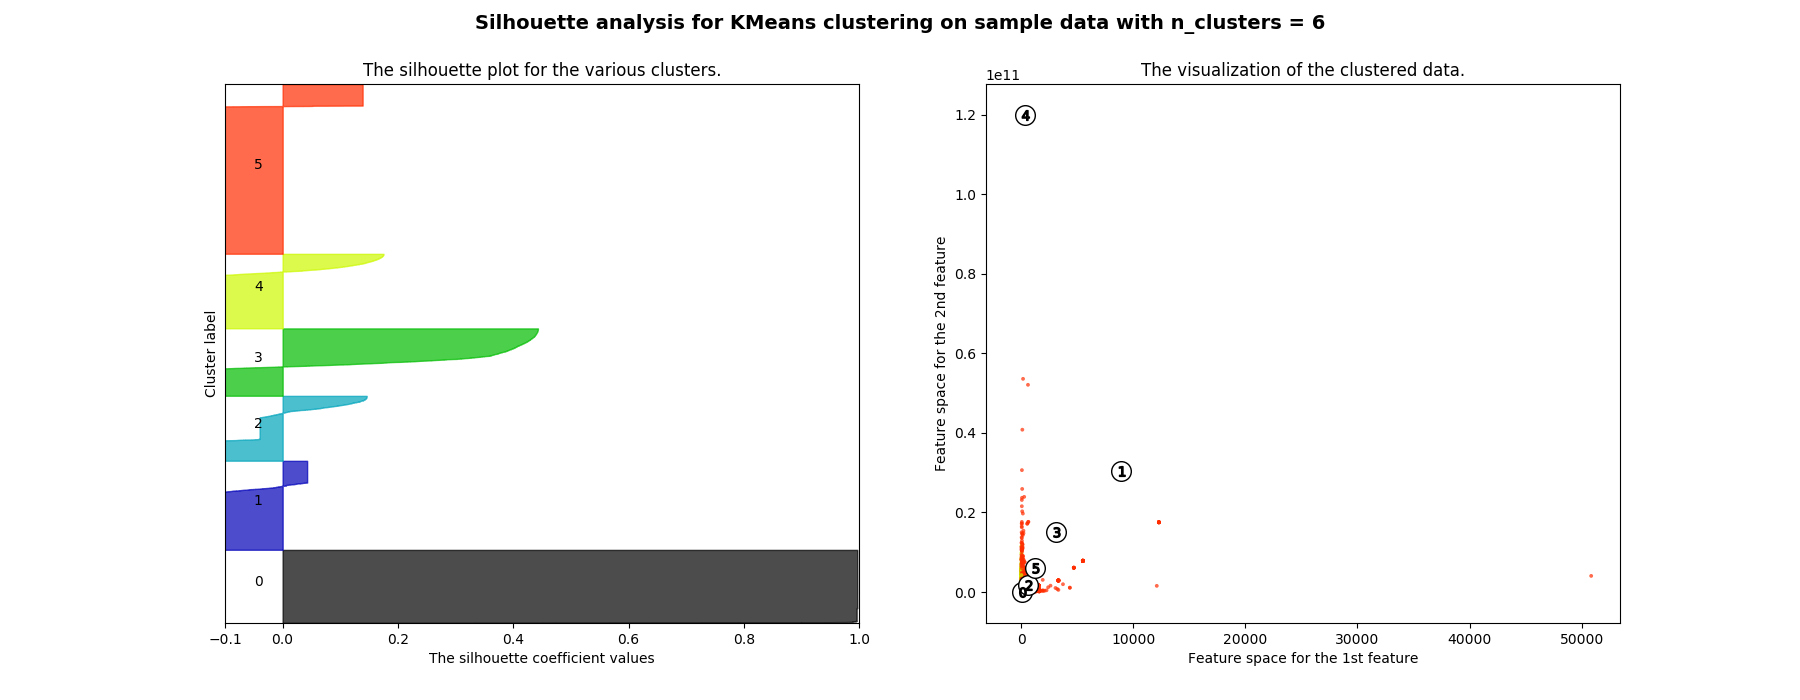 Silhouette analysis for KMeans clustering on sample data with n_clusters = 6
The silhouette plot for the various clusters.
5
4
3
2
1
0
Cluster label
−0.1 0.0 0.2 0.4 0.6 0.8 1.0
The silhouette coefficient values
The visualization of the clustered data.
1e11
1.2
1.0
0.8
0.6
0.4
0.2
0.0
Feature space for the 2nd feature
4
1
3
5
2
0
0 10000 20000 30000 40000 50000
Feature space for the 1st feature